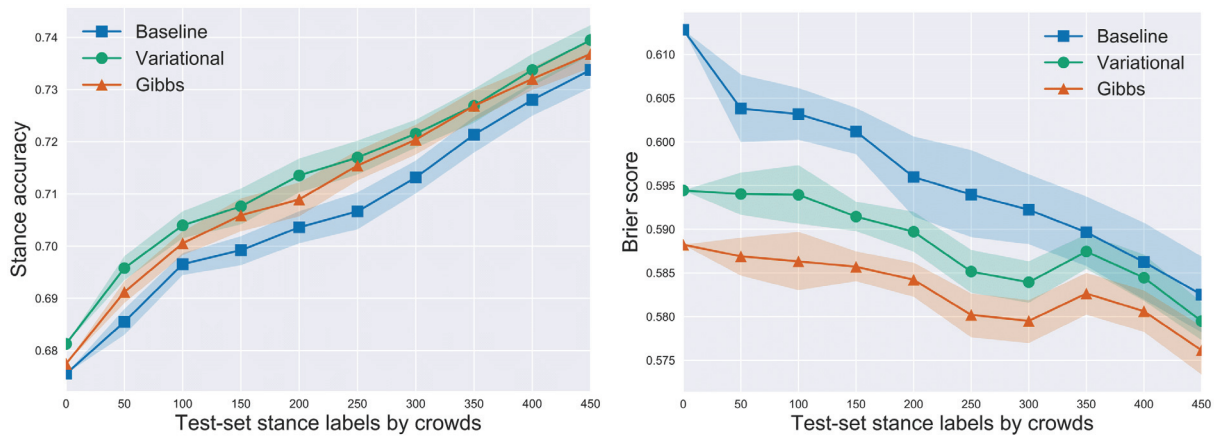 Baseline
Variational
Gibbs
0.74
0.73
0.72
0.71
0.70
0.69
0.68
Stance accuracy
0 50 100 150 200 250 300 350 400 450
Test-set stance labels by crowds
Baseline
Variational
Gibbs
0.610
0.605
0.600
0.595
0.590
0.585
0.580
0.575
Brier score
0 50 100 150 200 250 300 350 400 450
Test-set stance labels by crowds